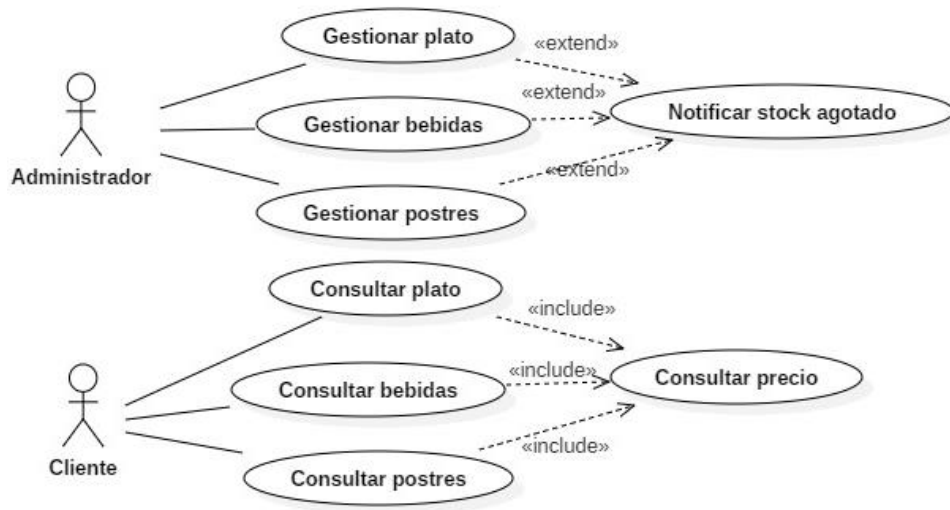 Gestionar plato
«extend»
«extend»
Notificar stock agotado
Gestionar bebidas
Administrador
«extend»
Gestionar postres
Consultar plato
«include»
Consultar bebidas
«include»
Consultar precio
Cliente
«include»
Consultar postres